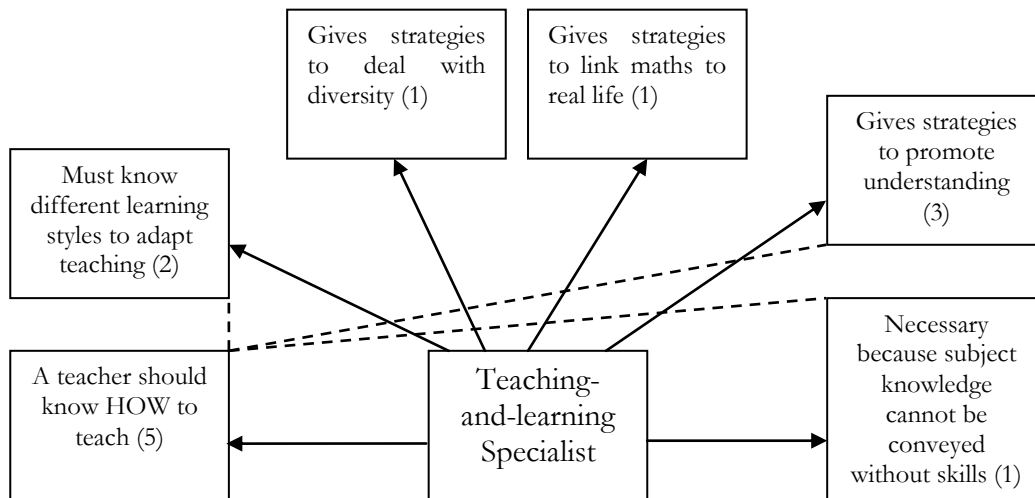 Gives strategies
to deal with
diversity (1)
Gives strategies
to link maths to
real life (1)
Gives strategies
to promote
understanding
(3)
Must know
different learning
styles to adapt
teaching (2)
A teacher should
know HOW to
teach (5)
Teaching-
and-learning
Specialist
Necessary
because subject
knowledge
cannot be
conveyed
without skills (1)